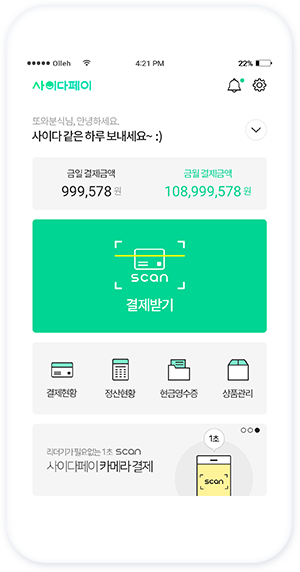 Olleh 4:21 PM 22%
사이다페이
또와분식님, 안녕하세요.
사이다 같은 하루 보내세요~ :)
금일 결제금액 금월 결제금액
999,578 원 108,999,578 원
scan
결제받기
결제현황 정산현황 현금영수증 상품관리
1초
리더기가 필요없는 1초 scan
사이다페이 카메라 결제
scan